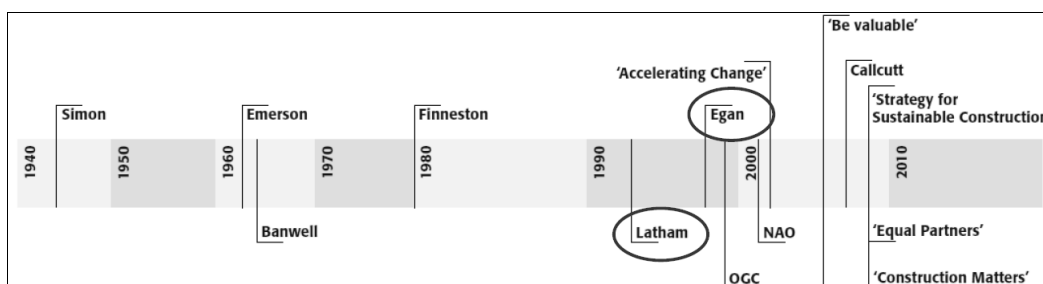 'Be valuable'
'Accelerating Change'
Callcutt
'Strategy for
Sustainable Construction
Simon
Emerson
Finneston
Egan
1940
1950
1960
1970
1980
1990
2000
2010
Banwell
Latham
NAO
'Equal Partners'
OGC
'Construction Matters'